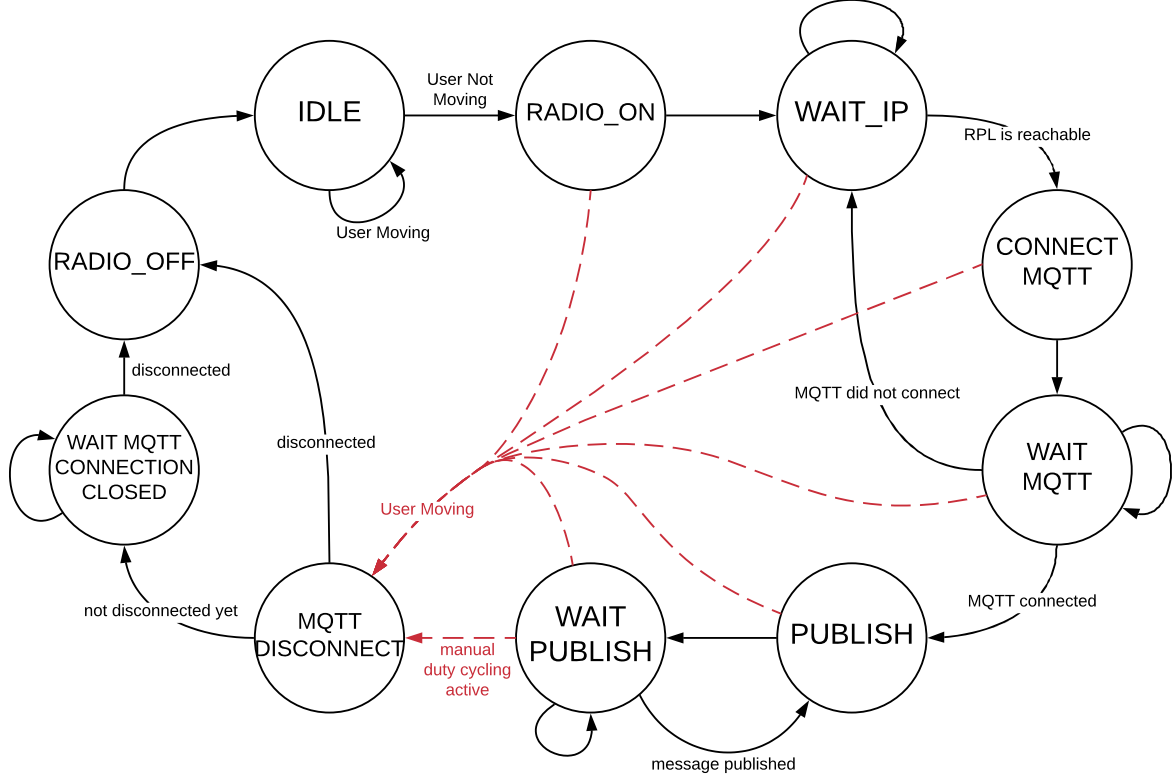 User Not
Moving
IDLE
RADIO_ON
WAIT_IP
RPL is reachable
User Moving
RADIO_OFF
CONNECT
MQTT
disconnected
MQTT did not connect
disconnected
WAIT MQTT
CONNECTION
CLOSED
WAIT
MQTT
User Moving
not disconnected yet
MQTT
DISCONNECT
manual
duty cycling
active
WAIT
PUBLISH
PUBLISH
MQTT connected
message published